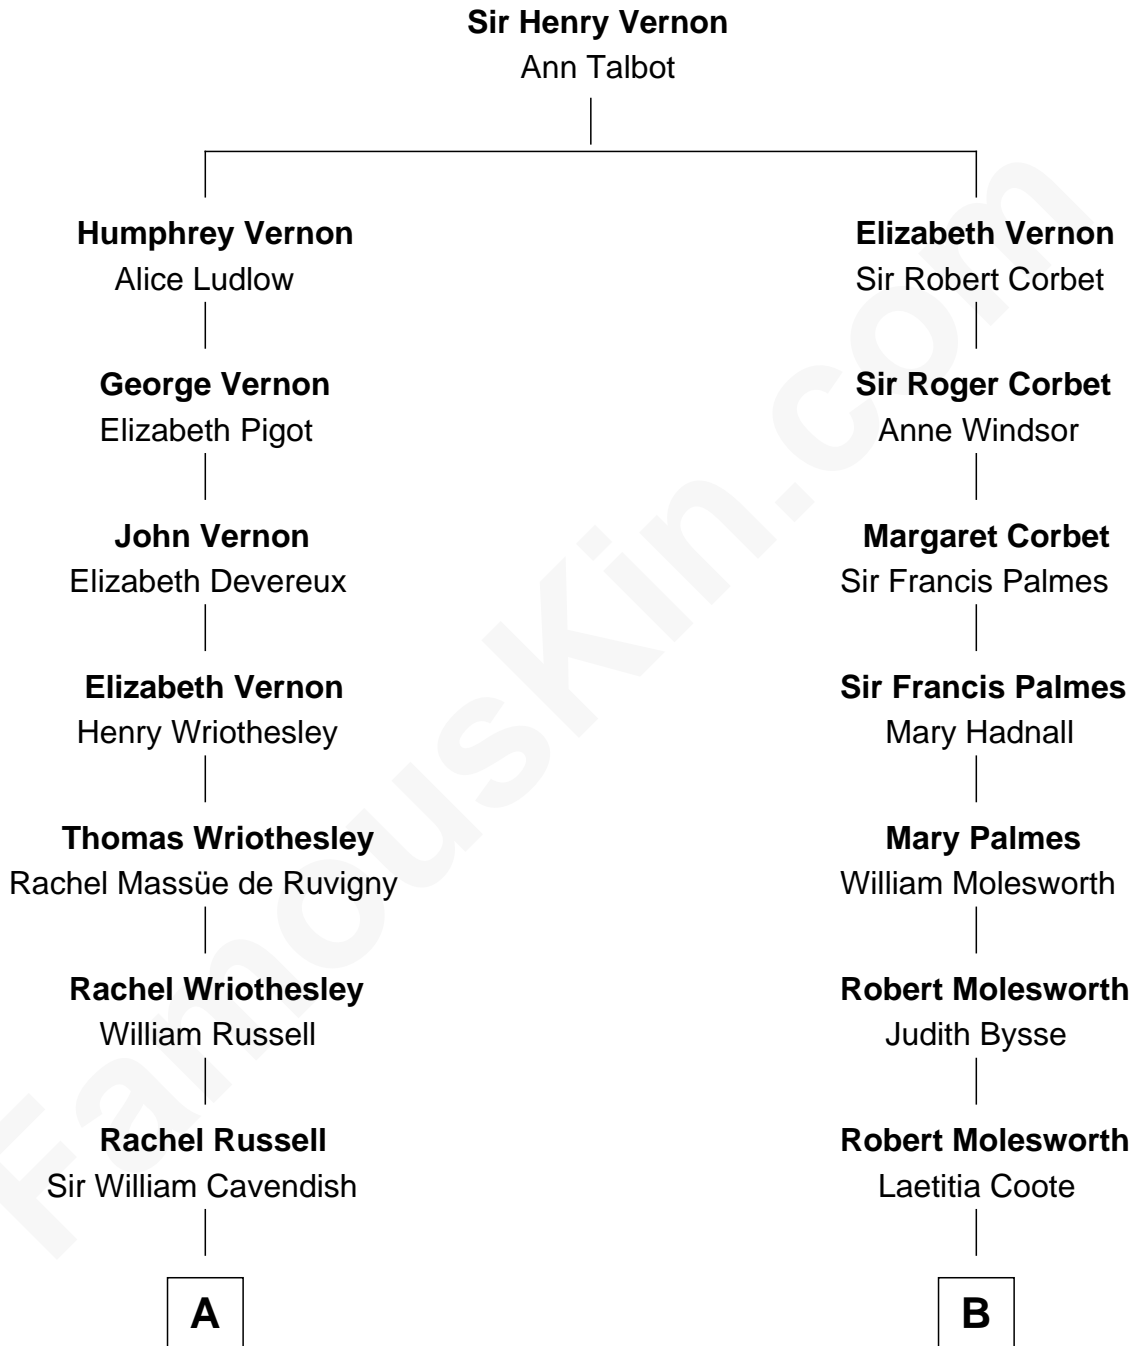 Sir Henry Vernon
Ann Talbot
Humphrey Vernon
Alice Ludlow
Elizabeth Vernon
Sir Robert Corbet
George Vernon
Elizabeth Pigot
Sir Roger Corbet
Anne Windsor
John Vernon
Elizabeth Devereux
Margaret Corbet
Sir Francis Palmes
Elizabeth Vernon
Henry Wriothesley
Sir Francis Palmes
Mary Hadnall
Thomas Wriothesley
Rachel Massüe de Ruvigny
Mary Palmes
William Molesworth
Rachel Wriothesley
William Russell
Robert Molesworth
Judith Bysse
Rachel Russell
Sir William Cavendish
Robert Molesworth
Laetitia Coote
A
B
FamousKin.com